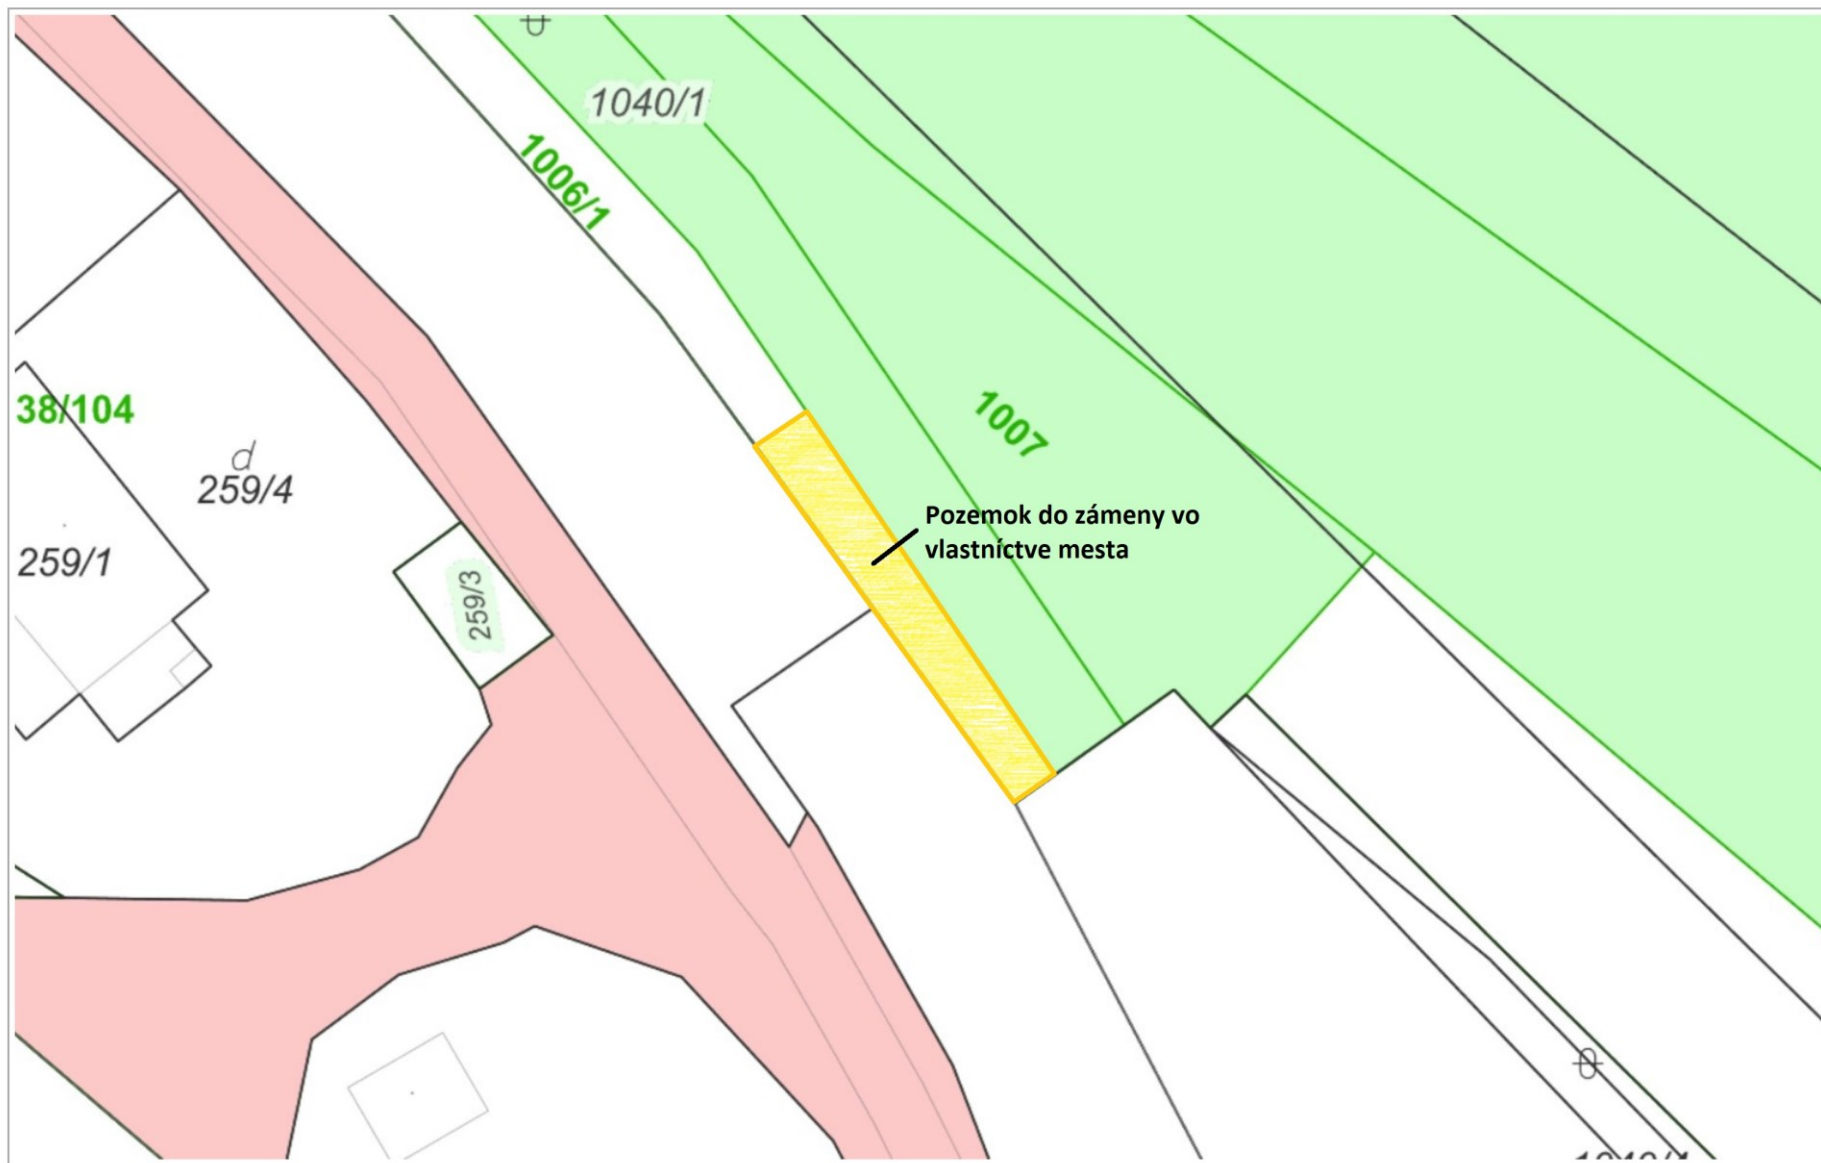 1040/1
1006/1
38/104
1007
d
259/4
Pozemok do zámeny vo
vlastníctve mesta
259/1
259/3